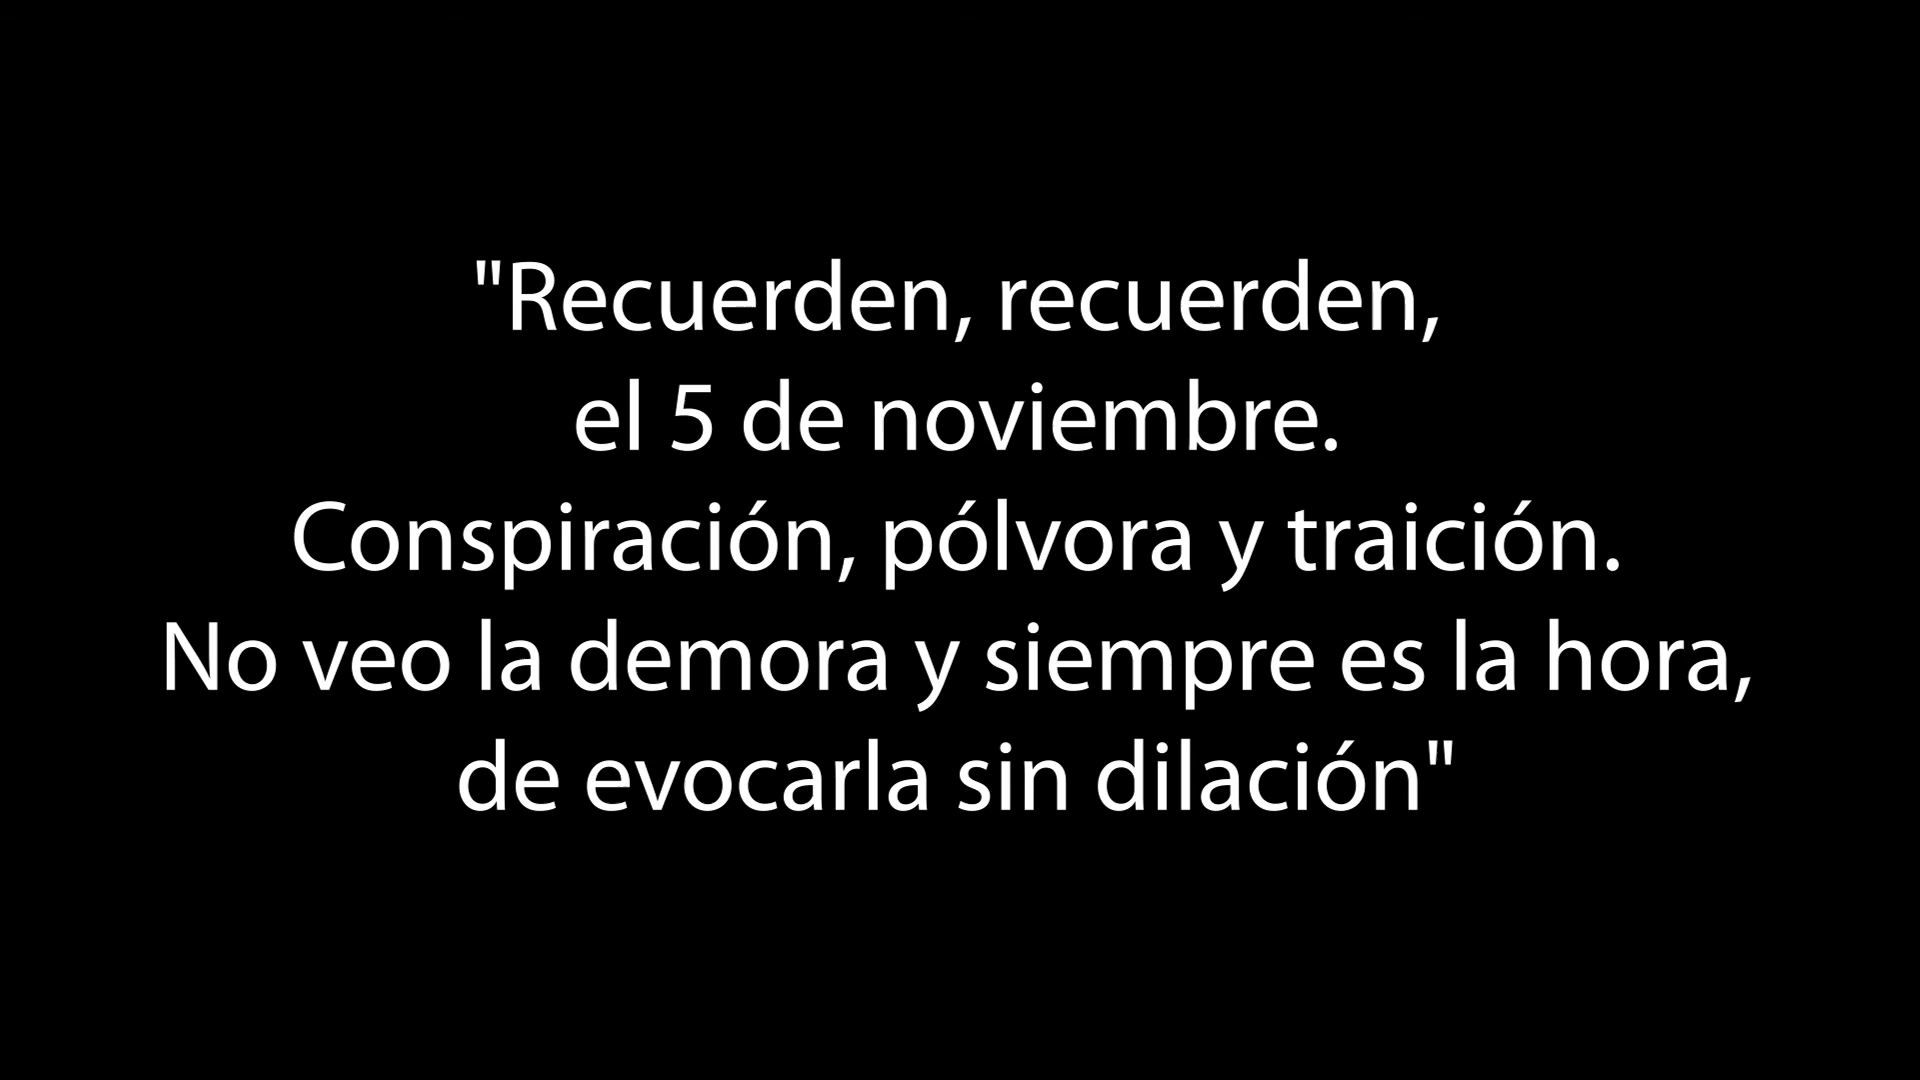 "Recuerden, recuerden,
el 5 de noviembre.
Conspiración, pólvora y traición.
No veo la demora y siempre es la hora,
de evocarla sin dilación"